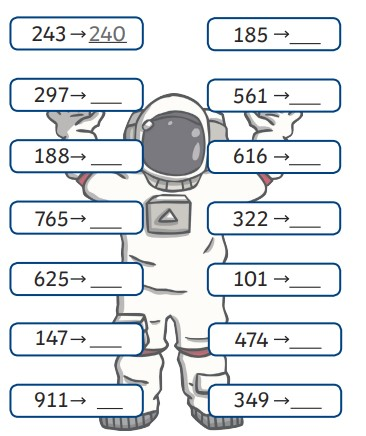 243 → 240
185 → ___
297 → ___
561 → ___
188 → ___
616 → ___
765 → ___
322 → ___
625 → ___
101 → ___
147 → ___
474 → ___
911 → ___
349 → ___